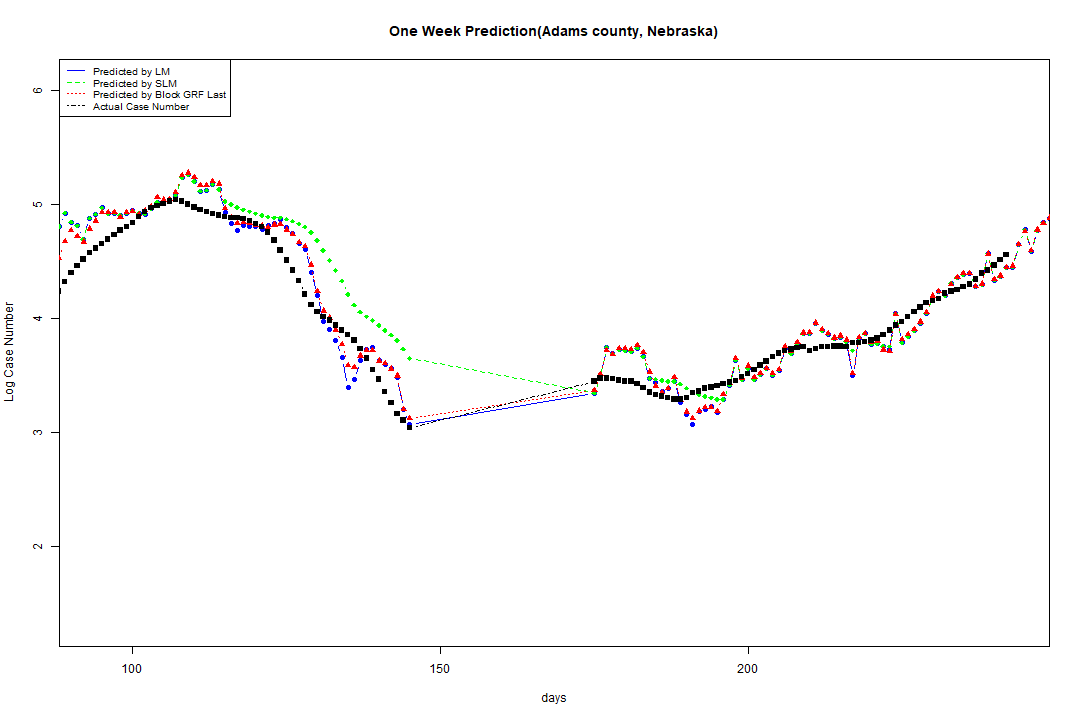 One Week Prediction(Adams county, Nebraska)
Predicted by LM
Predicted by SLM
Predicted by Block GRF Last
Actual Case Number
6
5
4
3
2
Log Case Number
100 150 200
days